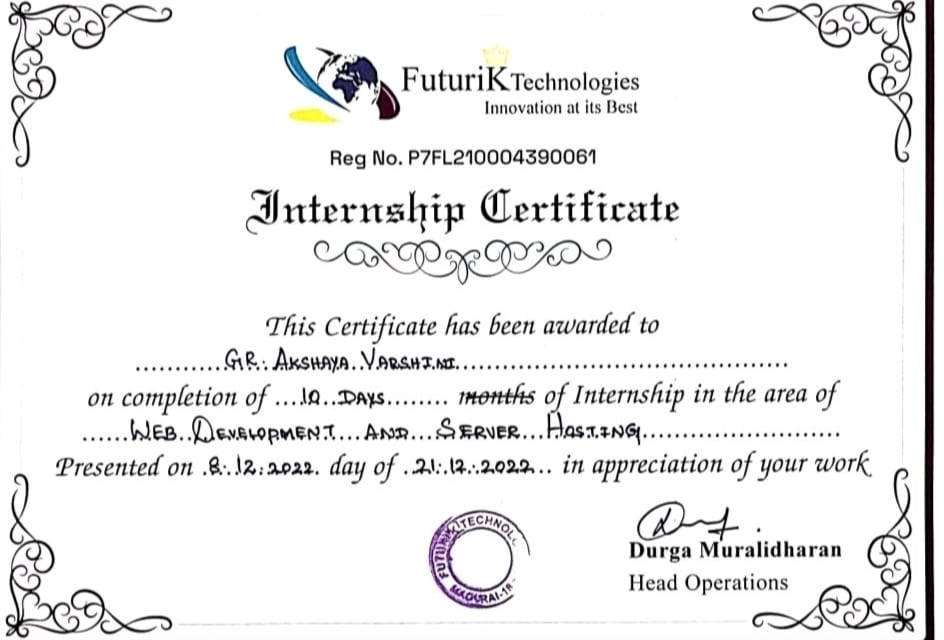 FuturiK Technologies
Innovation at its Best
Reg No. P7FL210004390061
Internship Certificate
This Certificate has been awarded to
...........GR. AKSHAYA..VARSHINI...............................................
on completion of ....10..DAYS........ months of Internship in the area of
......WEB..DEVELOPMENT...AND...SERVER...HOSTING...........................
Presented on .8.12.2022. day of .21.12.2022.. in appreciation of your work
FUTURIK TECHNOLO
MADURAI-18
Durga Muralidharan
Head Operations